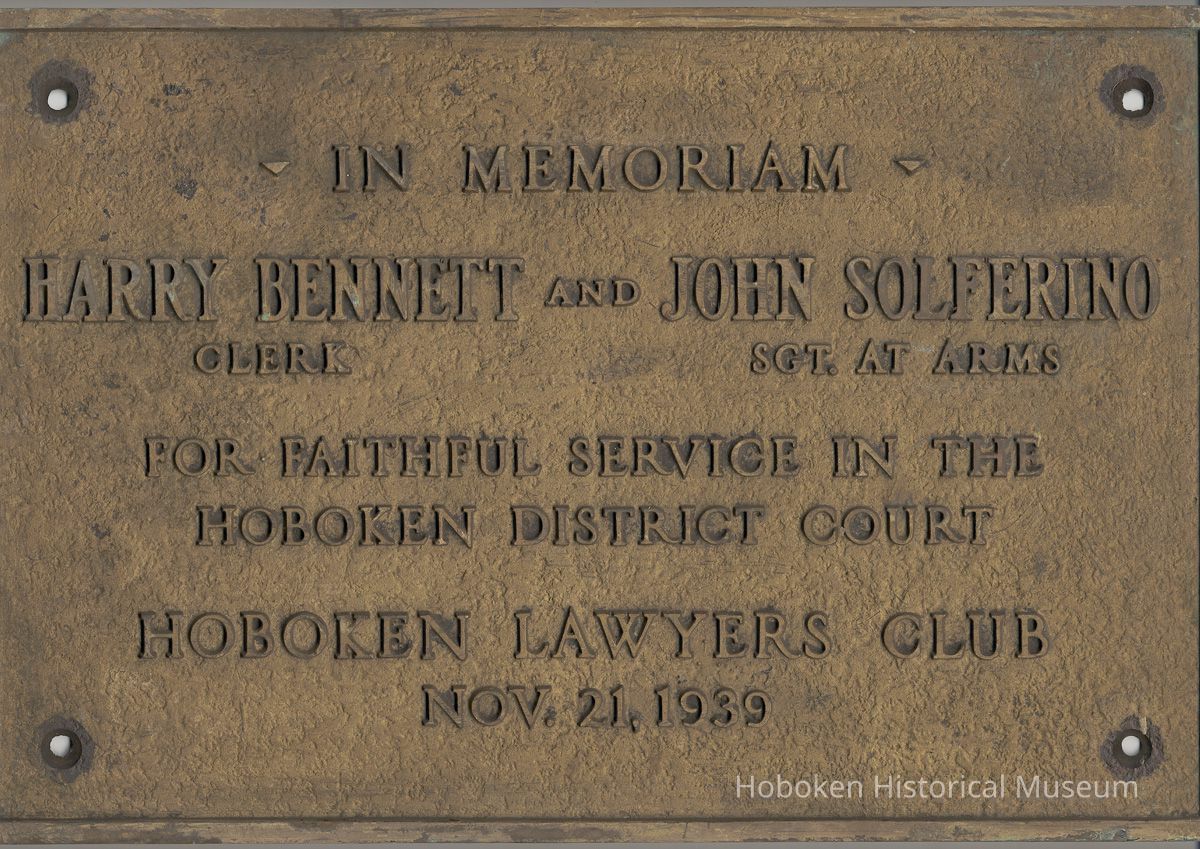 IN MEMORIAM
HARRY BENNETT AND JOHN SOLFERINO
CLERK SGT. AT ARMS
FOR FAITHFUL SERVICE IN THE
HOBOKEN DISTRICT COURT
HOBOKEN LAWYERS CLUB
NOV. 21, 1939
Hoboken Historical Museum